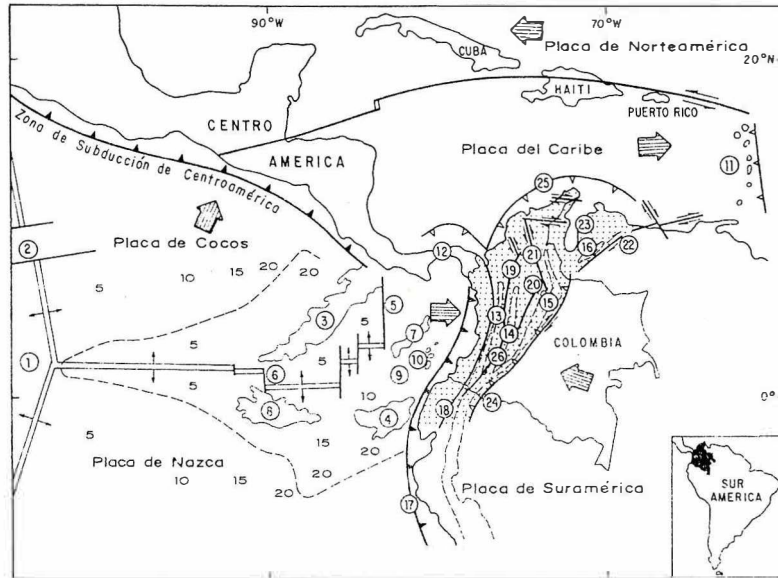 90°W
70°W
20°N
CUBA
Placa de Norteamérica
HAITI
PUERTO RICO
CENTRO
AMERICA
Zona de Subducción de Centroamérica
Placa del Caribe
11
25
Placa de Cocos
2
12
23
21
16
22
19
5
10
15
20
20
20
15
3
5
13
14
7
5
5
10
COLOMBIA
1
5
6
9
26
10
8
4
18
24
0°
5
15
Placa de Nazca
10
15
20
20
20
17
Placa de Suramérica
SUR
AMERICA